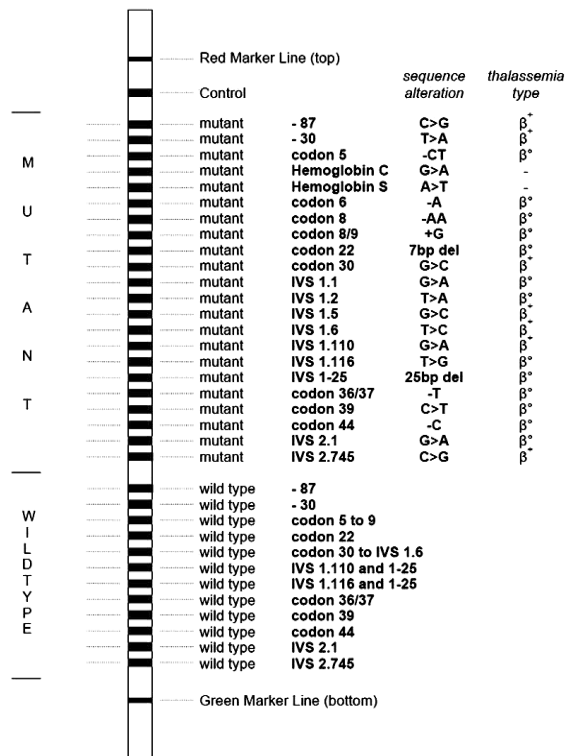 Red Marker Line (top)
sequence alteration thalassemia type
Control
MUTANT
mutant - 87 C>G β+
mutant - 30 T>A β+
mutant codon 5 -CT β°
mutant Hemoglobin C G>A -
mutant Hemoglobin S A>T -
mutant codon 6 -A β°
mutant codon 8 -AA β°
mutant codon 8/9 +G β°
mutant codon 22 7bp del β°
mutant codon 30 G>C β+
mutant IVS 1.1 G>A β°
mutant IVS 1.2 T>A β°
mutant IVS 1.5 G>C β+
mutant IVS 1.6 T>C β+
mutant IVS 1.110 G>A β+
mutant IVS 1.116 T>G β°
mutant IVS 1-25 25bp del β°
mutant codon 36/37 -T β°
mutant codon 39 C>T β°
mutant codon 44 -C β°
mutant IVS 2.1 G>A β°
mutant IVS 2.745 C>G β+
WILDTYPE
wild type - 87
wild type - 30
wild type codon 5 to 9
wild type codon 22
wild type codon 30 to IVS 1.6
wild type IVS 1.110 and 1-25
wild type IVS 1.116 and 1-25
wild type codon 36/37
wild type codon 39
wild type codon 44
wild type IVS 2.1
wild type IVS 2.745
Green Marker Line (bottom)